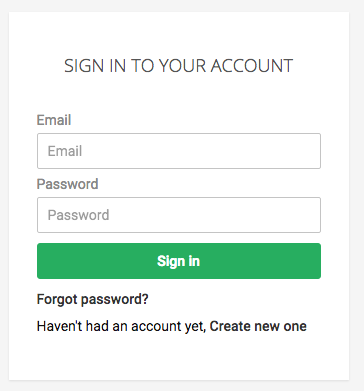 SIGN IN TO YOUR ACCOUNT
Email
Email
Password
Password
Sign in
Forgot password?
Haven't had an account yet, Create new one